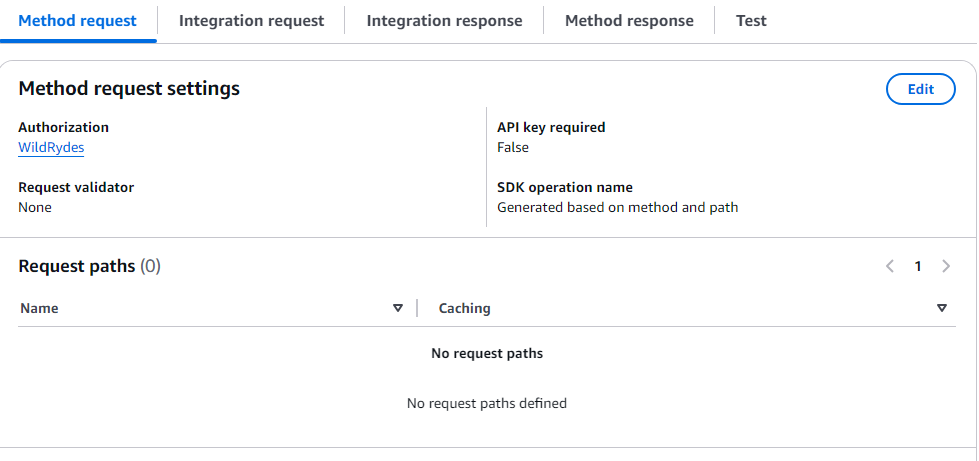 Method request Integration request Integration response Method response Test
Method request settings Edit
Authorization API key required
WildRydes False
Request validator SDK operation name
None Generated based on method and path
Request paths (0) 1
Name Caching
No request paths
No request paths defined